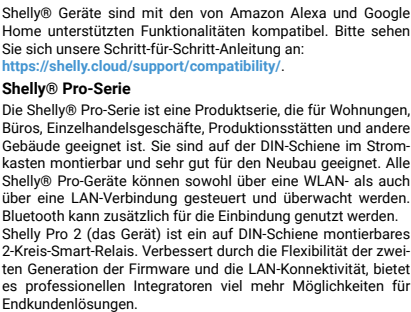 Shelly® Geräte sind mit den von Amazon Alexa und Google
Home unterstützten Funktionalitäten kompatibel. Bitte sehen
Sie sich unsere Schritt-für-Schritt-Anleitung an:
https://shelly.cloud/support/compatibility/.
Shelly® Pro-Serie
Die Shelly® Pro-Serie ist eine Produktserie, die für Wohnungen,
Büros, Einzelhandelsgeschäfte, Produktionsstätten und andere
Gebäude geeignet ist. Sie sind auf der DIN-Schiene im Strom-
kasten montierbar und sehr gut für den Neubau geeignet. Alle
Shelly® Pro-Geräte können sowohl über eine WLAN- als auch
über eine LAN-Verbindung gesteuert und überwacht werden.
Bluetooth kann zusätzlich für die Einbindung genutzt werden.
Shelly Pro 2 (das Gerät) ist ein auf DIN-Schiene montierbares
2-Kreis-Smart-Relais. Verbessert durch die Flexibilität der zwei-
ten Generation der Firmware und die LAN-Konnektivität, bietet
es professionellen Integratoren viel mehr Möglichkeiten für
Endkundenlösungen.